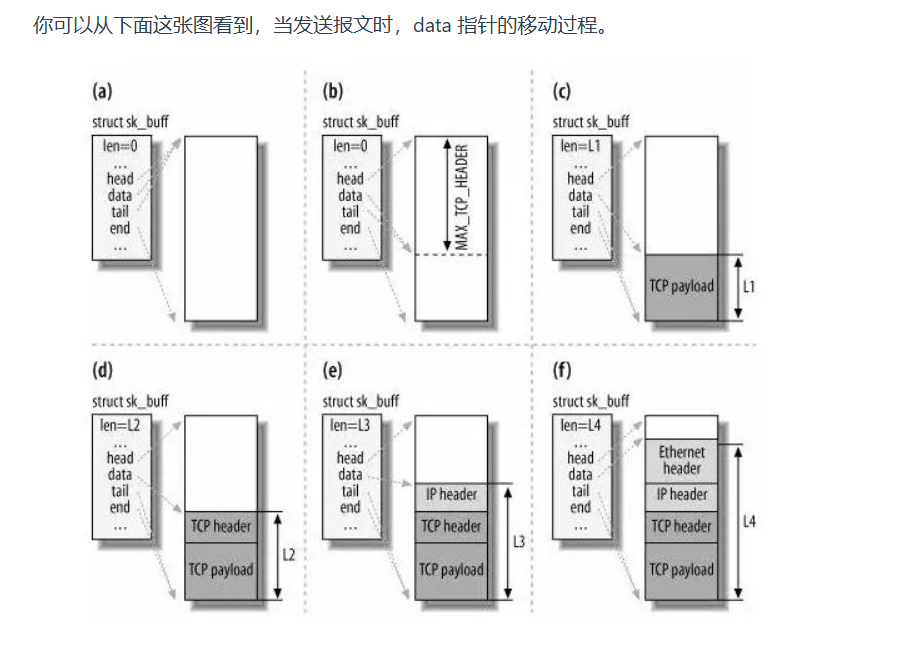 你可以从下面这张图看到，当发送报文时，data 指针的移动过程。
(a)
struct sk_buff
len=0
...
head
data
tail
end
...
(b)
struct sk_buff
len=0
...
head
data
tail
end
...
MAX_TCP_HEADER
(c)
struct sk_buff
len=L1
...
head
data
tail
end
...
TCP payload
L1
(d)
struct sk_buff
len=L2
...
head
data
tail
end
...
TCP header
TCP payload
L2
(e)
struct sk_buff
len=L3
...
head
data
tail
end
...
IP header
TCP header
TCP payload
L3
(f)
struct sk_buff
len=L4
...
head
data
tail
end
...
Ethernet
header
IP header
TCP header
TCP payload
L4